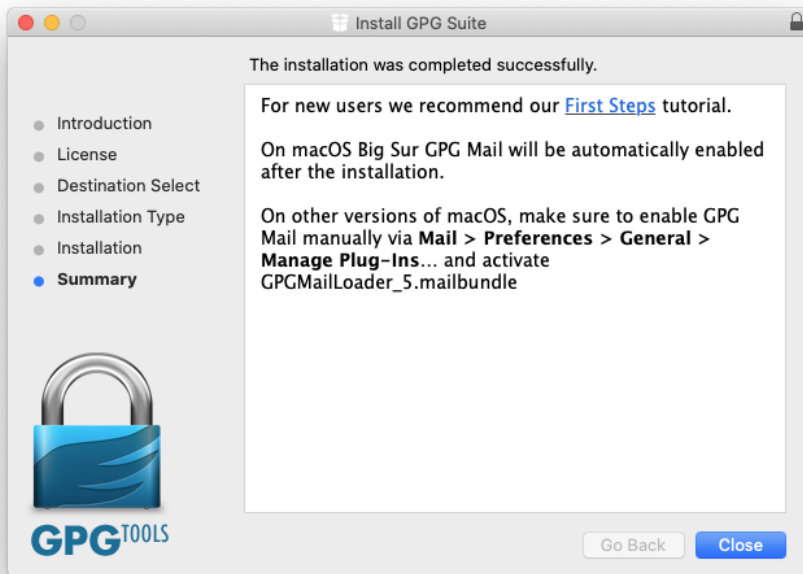 Install GPG Suite
The installation was completed successfully.
Introduction
License
Destination Select
Installation Type
Installation
Summary
For new users we recommend our First Steps tutorial.
On macOS Big Sur GPG Mail will be automatically enabled
after the installation.
On other versions of macOS, make sure to enable GPG
Mail manually via Mail > Preferences > General >
Manage Plug-Ins... and activate
GPGMailLoader_5.mailbundle
GPGTOOLS
Go Back
Close